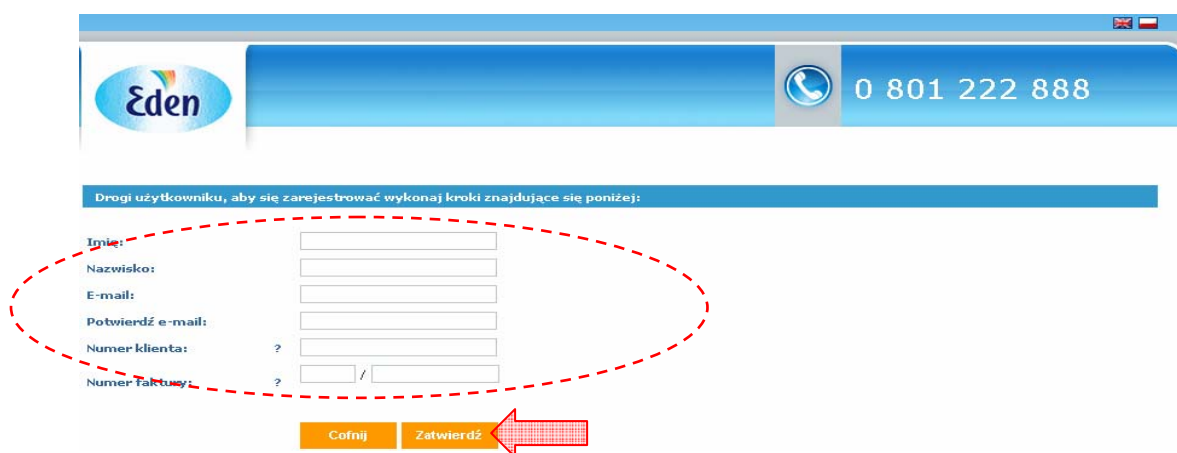 Eden
0 801 222 888
Drogi użytkowniku, aby się zarejestrować wykonaj kroki znajdujące się poniżej:
Imię:
Nazwisko:
E-mail:
Potwierdź e-mail:
Numer klienta: ?
Numer faktury: ? /
Cofnij Zatwierdź